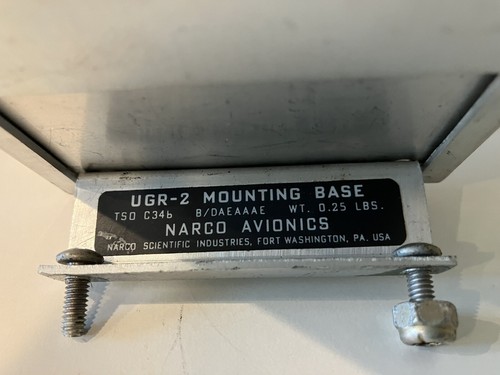 UGR-2 MOUNTING BASE
TSO C34b B/DAEAAAE WT. 0.25 LBS.
NARCO AVIONICS
NARCO SCIENTIFIC INDUSTRIES, FORT WASHINGTON, PA. USA